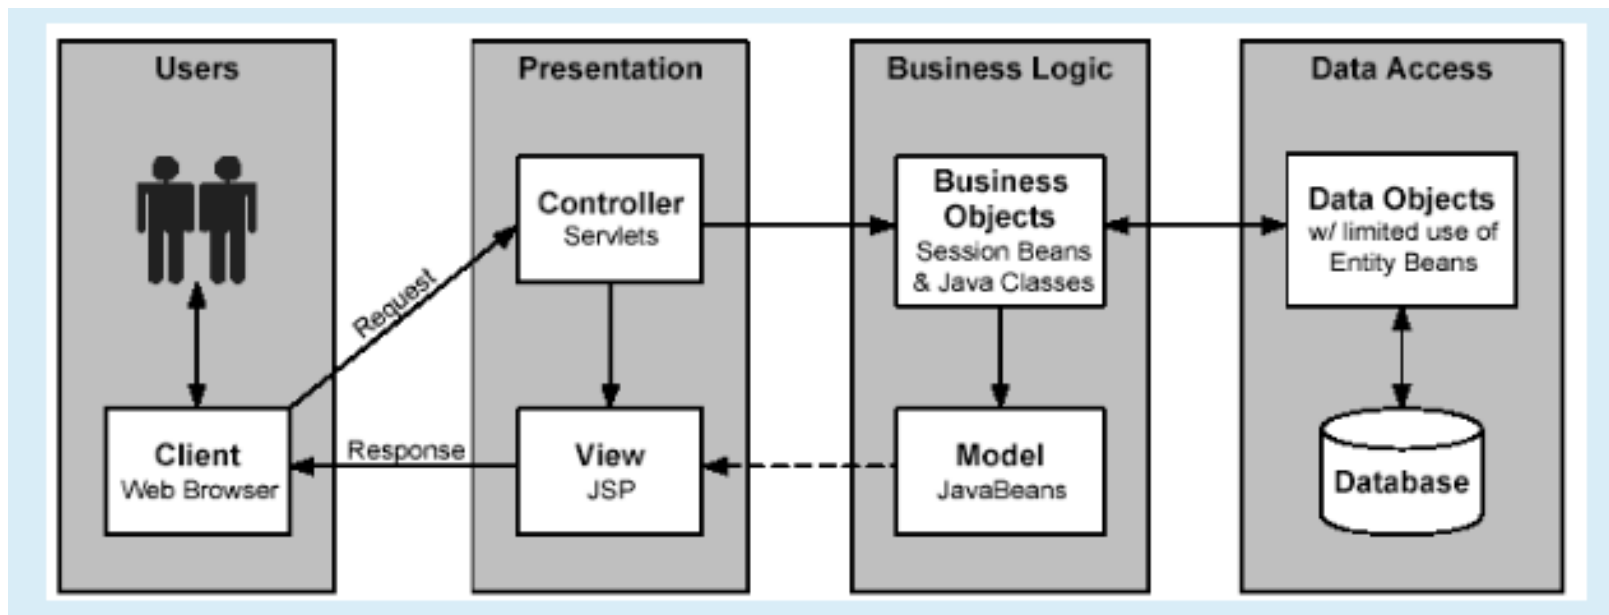 Users
Client
Web Browser
Request
Response
Presentation
Controller
Servlets
View
JSP
Business Logic
Business
Objects
Session Beans
& Java Classes
Model
JavaBeans
Data Access
Data Objects
w/ limited use of
Entity Beans
Database